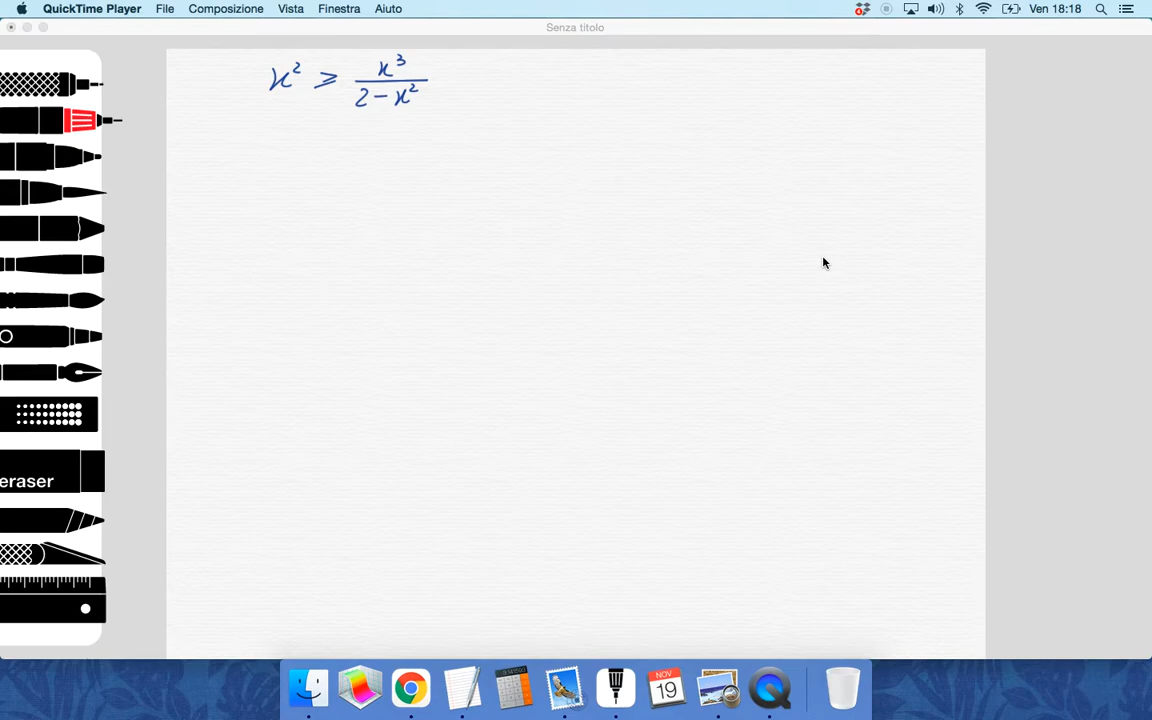 QuickTime Player File Composizione Vista Finestra Aiuto Ven 18:18
Senza titolo
x² ⩾ x³/(2 − x²)
eraser
NOV
19